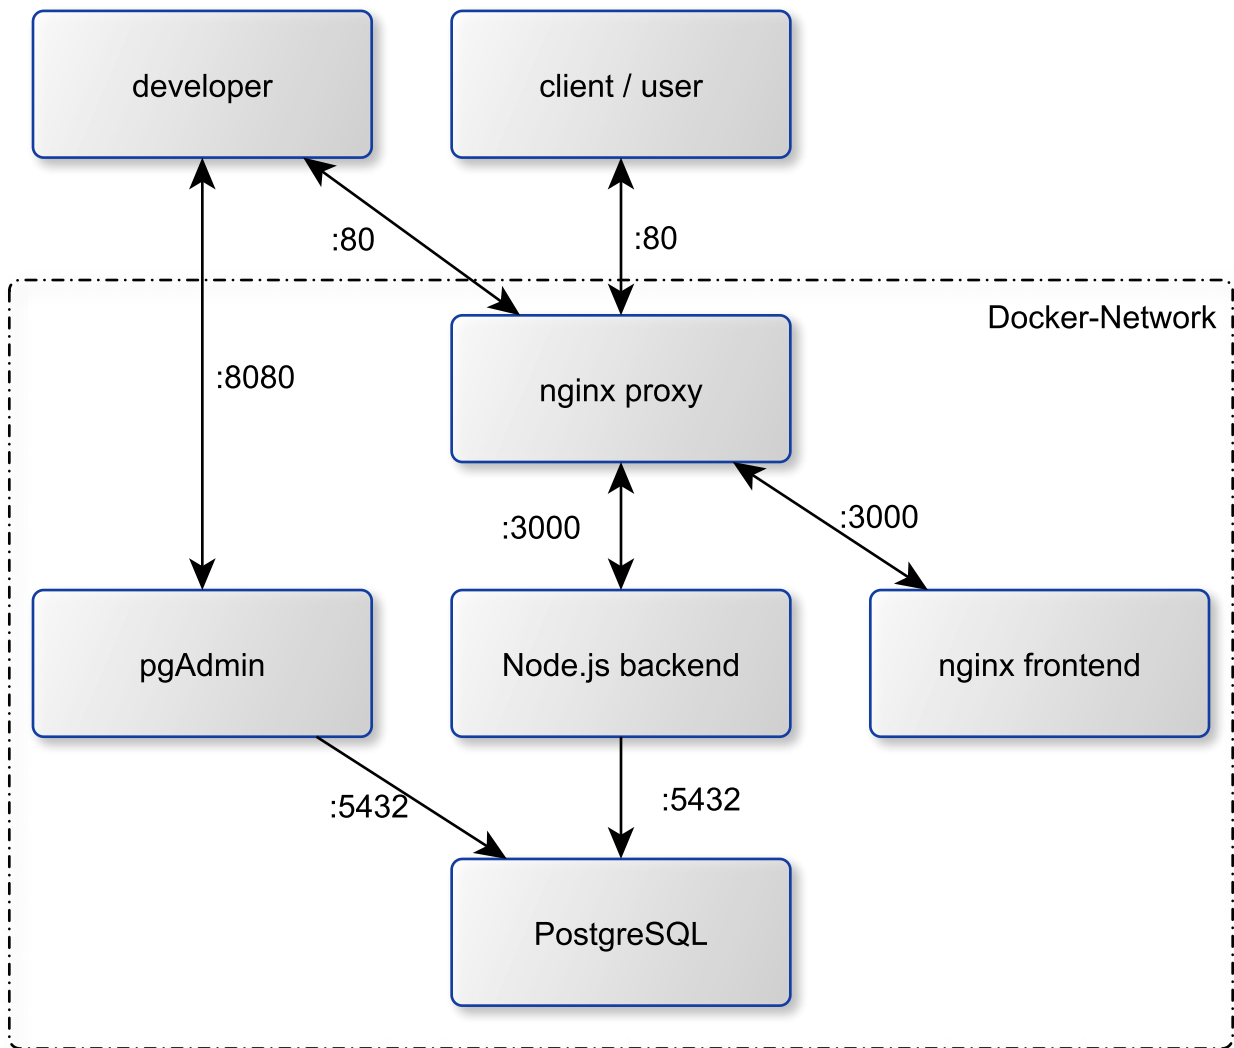 developer
client / user
:80
:80
Docker-Network
:8080
nginx proxy
:3000
:3000
pgAdmin
Node.js backend
nginx frontend
:5432
:5432
PostgreSQL